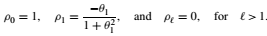 ρ₀ = 1, ρ₁ = −θ₁ / (1 + θ₁²), and ρ_ℓ = 0, for ℓ > 1.